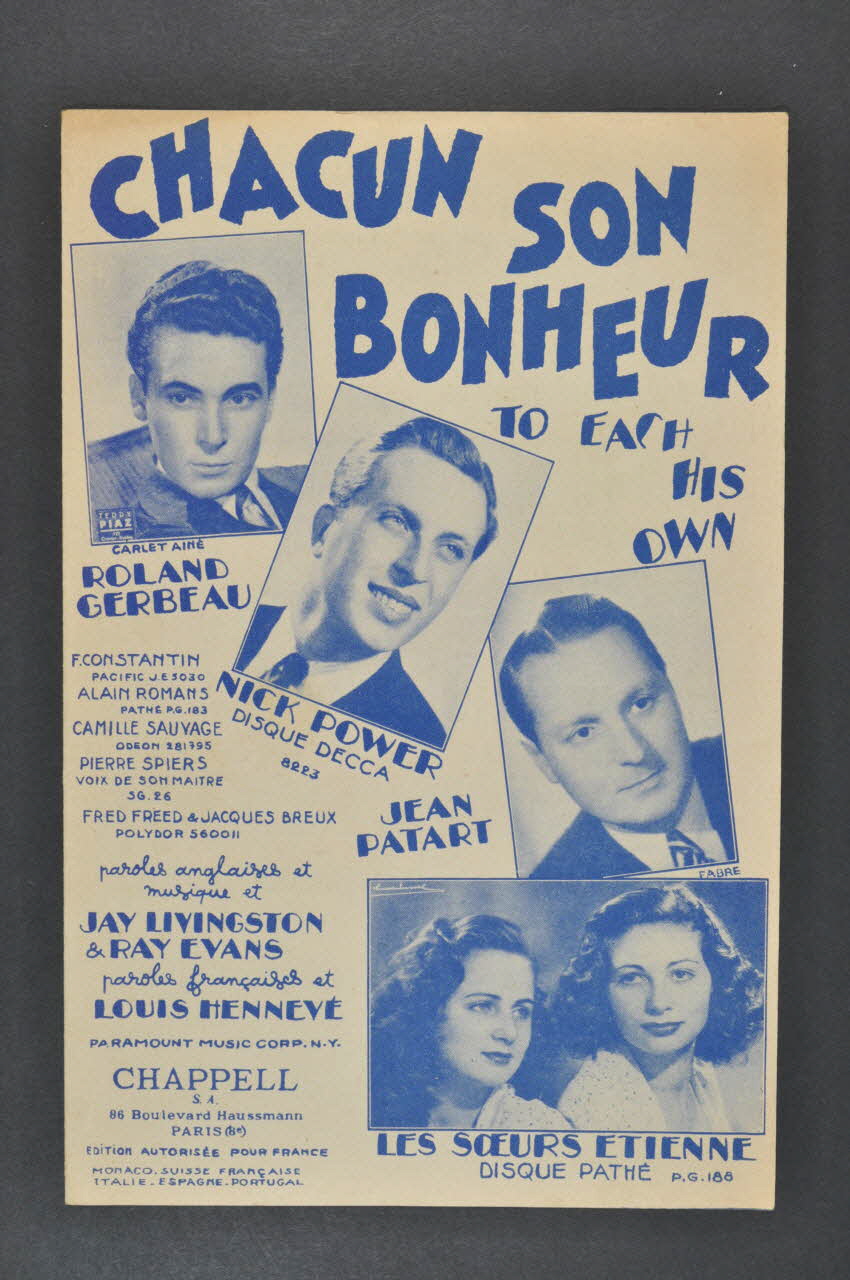 CHACUN
SON
BONHEUR
TO EACH
HIS
OWN
TEDDY
PIAZ
CARLET AINÉ
ROLAND
GERBEAU
NICK POWER
DISQUE DECCA
8223
F. CONSTANTIN
PACIFIC J.E 5030
ALAIN ROMANS
PATHÉ P.G. 183
CAMILLE SAUVAGE
ODEON 281795
PIERRE SPIERS
VOIX DE SON MAITRE
SG. 26
FRED FREED & JACQUES BREUX
POLYDOR 560011
JEAN
PATART
FABRE
paroles anglaises et
musique et
JAY LIVINGSTON
& RAY EVANS
paroles françaises et
LOUIS HENNEVÉ
PARAMOUNT MUSIC CORP. N.Y.
CHAPPELL
S. A.
86 Boulevard Haussmann
PARIS (8e)
EDITION AUTORISÉE POUR FRANCE
MONACO. SUISSE FRANÇAISE
ITALIE. ESPAGNE. PORTUGAL
LES SŒURS ETIENNE
DISQUE PATHÉ P.G. 188